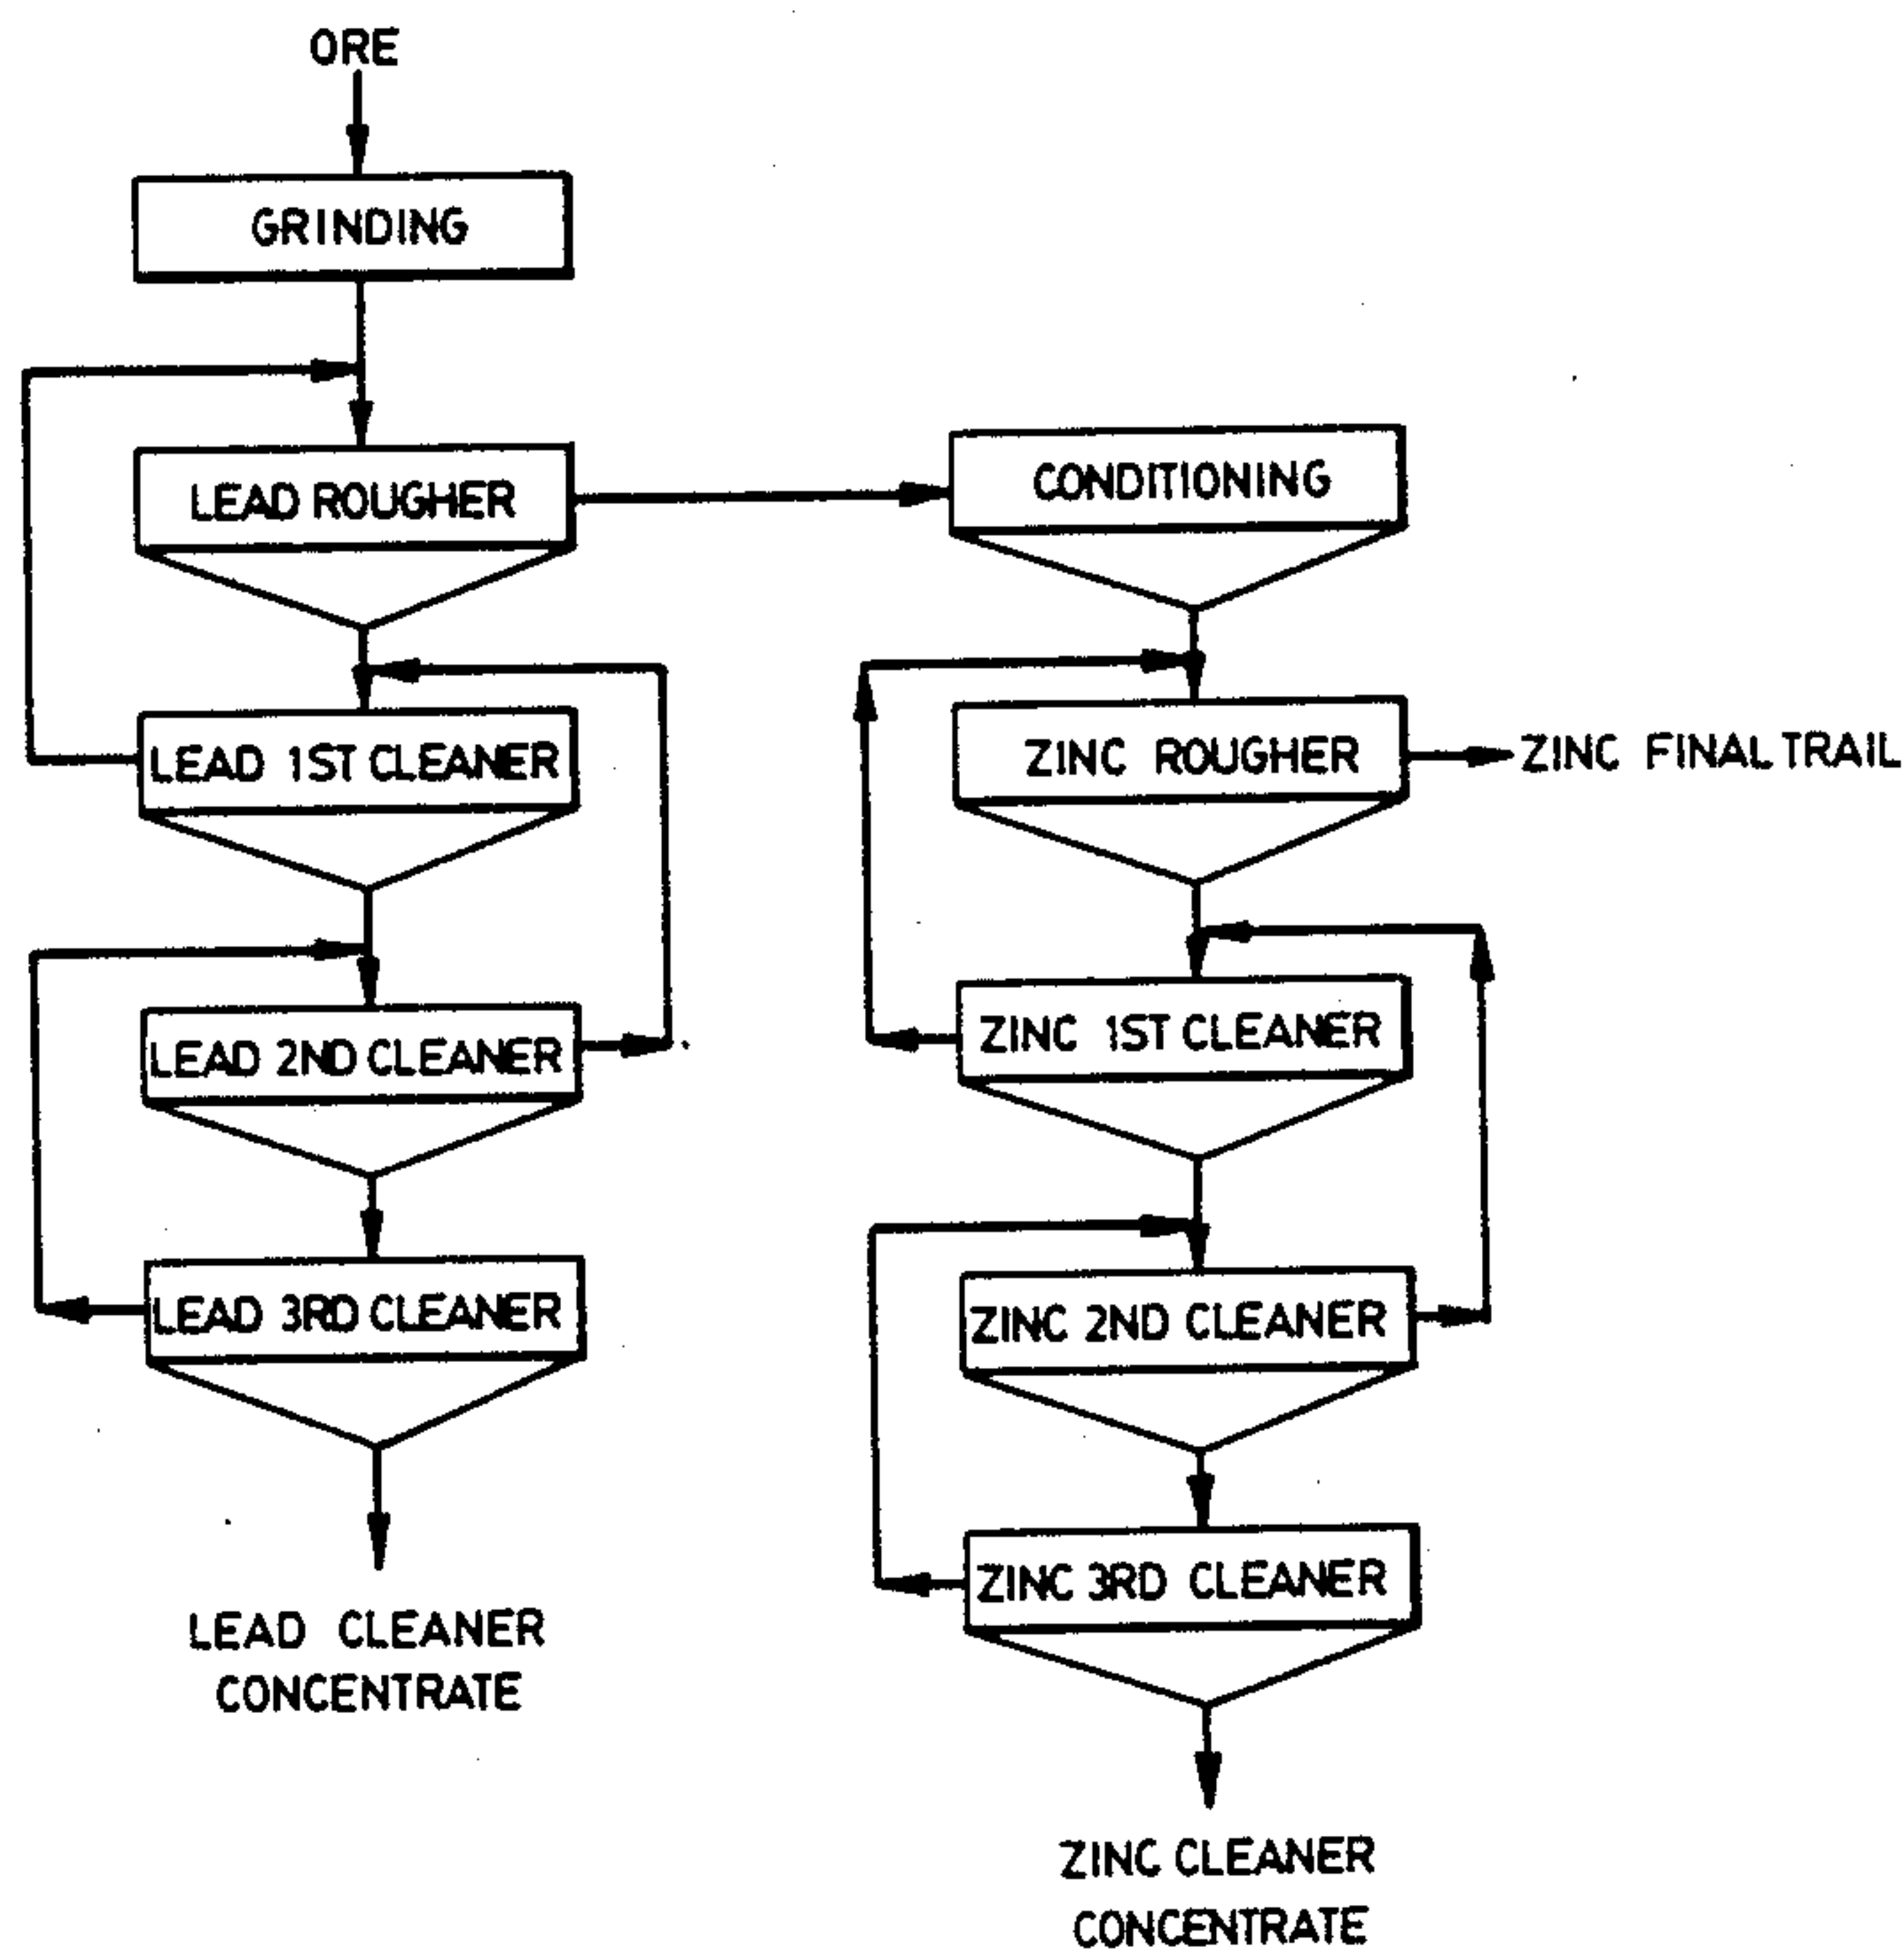 ORE
GRINDING
LEAD ROUGHER
LEAD 1ST CLEANER
LEAD 2ND CLEANER
LEAD 3RD CLEANER
LEAD CLEANER
CONCENTRATE
CONDITIONING
ZINC ROUGHER
ZINC FINAL TRAIL
ZINC 1ST CLEANER
ZINC 2ND CLEANER
ZINC 3RD CLEANER
ZINC CLEANER
CONCENTRATE